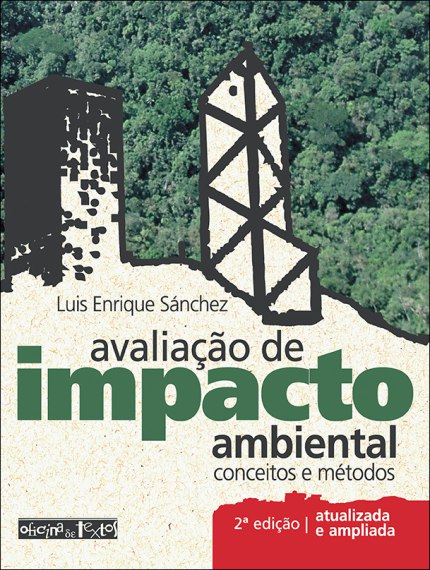 Luis Enrique Sánchez
avaliação de
impacto
ambiental
conceitos e métodos
oficina de textos
2ª edição | atualizada
e ampliada